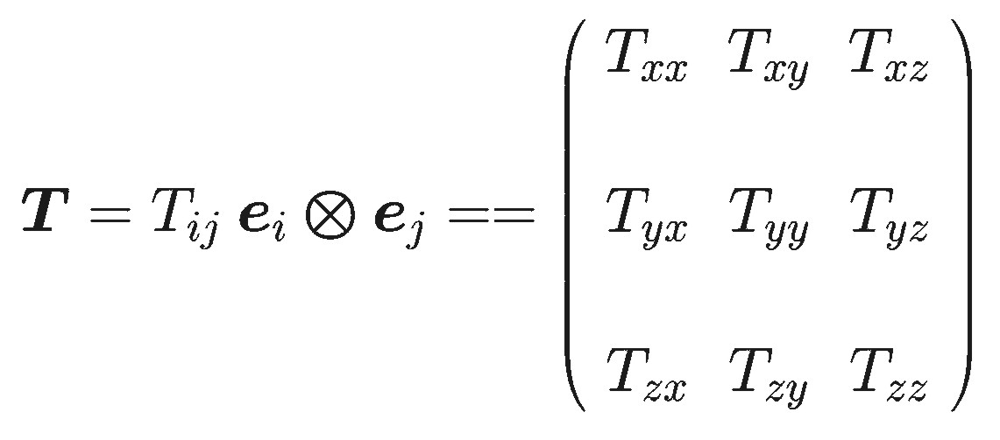 T_xx T_xy T_xz
T = T_ij e_i ⊗ e_j == T_yx T_yy T_yz
T_zx T_zy T_zz